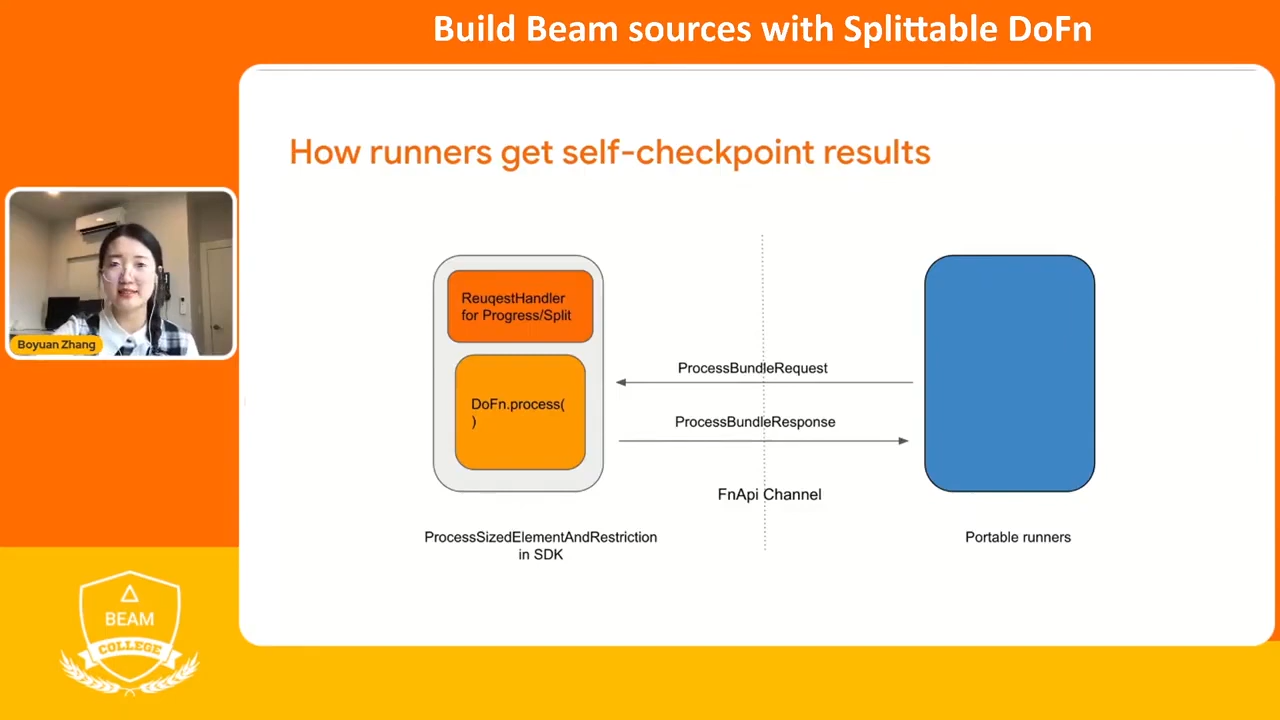 Build Beam sources with Splittable DoFn
How runners get self-checkpoint results
ReuqestHandler
for Progress/Split
DoFn.process(
)
ProcessBundleRequest
ProcessBundleResponse
FnApi Channel
ProcessSizedElementAndRestriction
in SDK
Portable runners
Boyuan Zhang
BEAM
COLLEGE